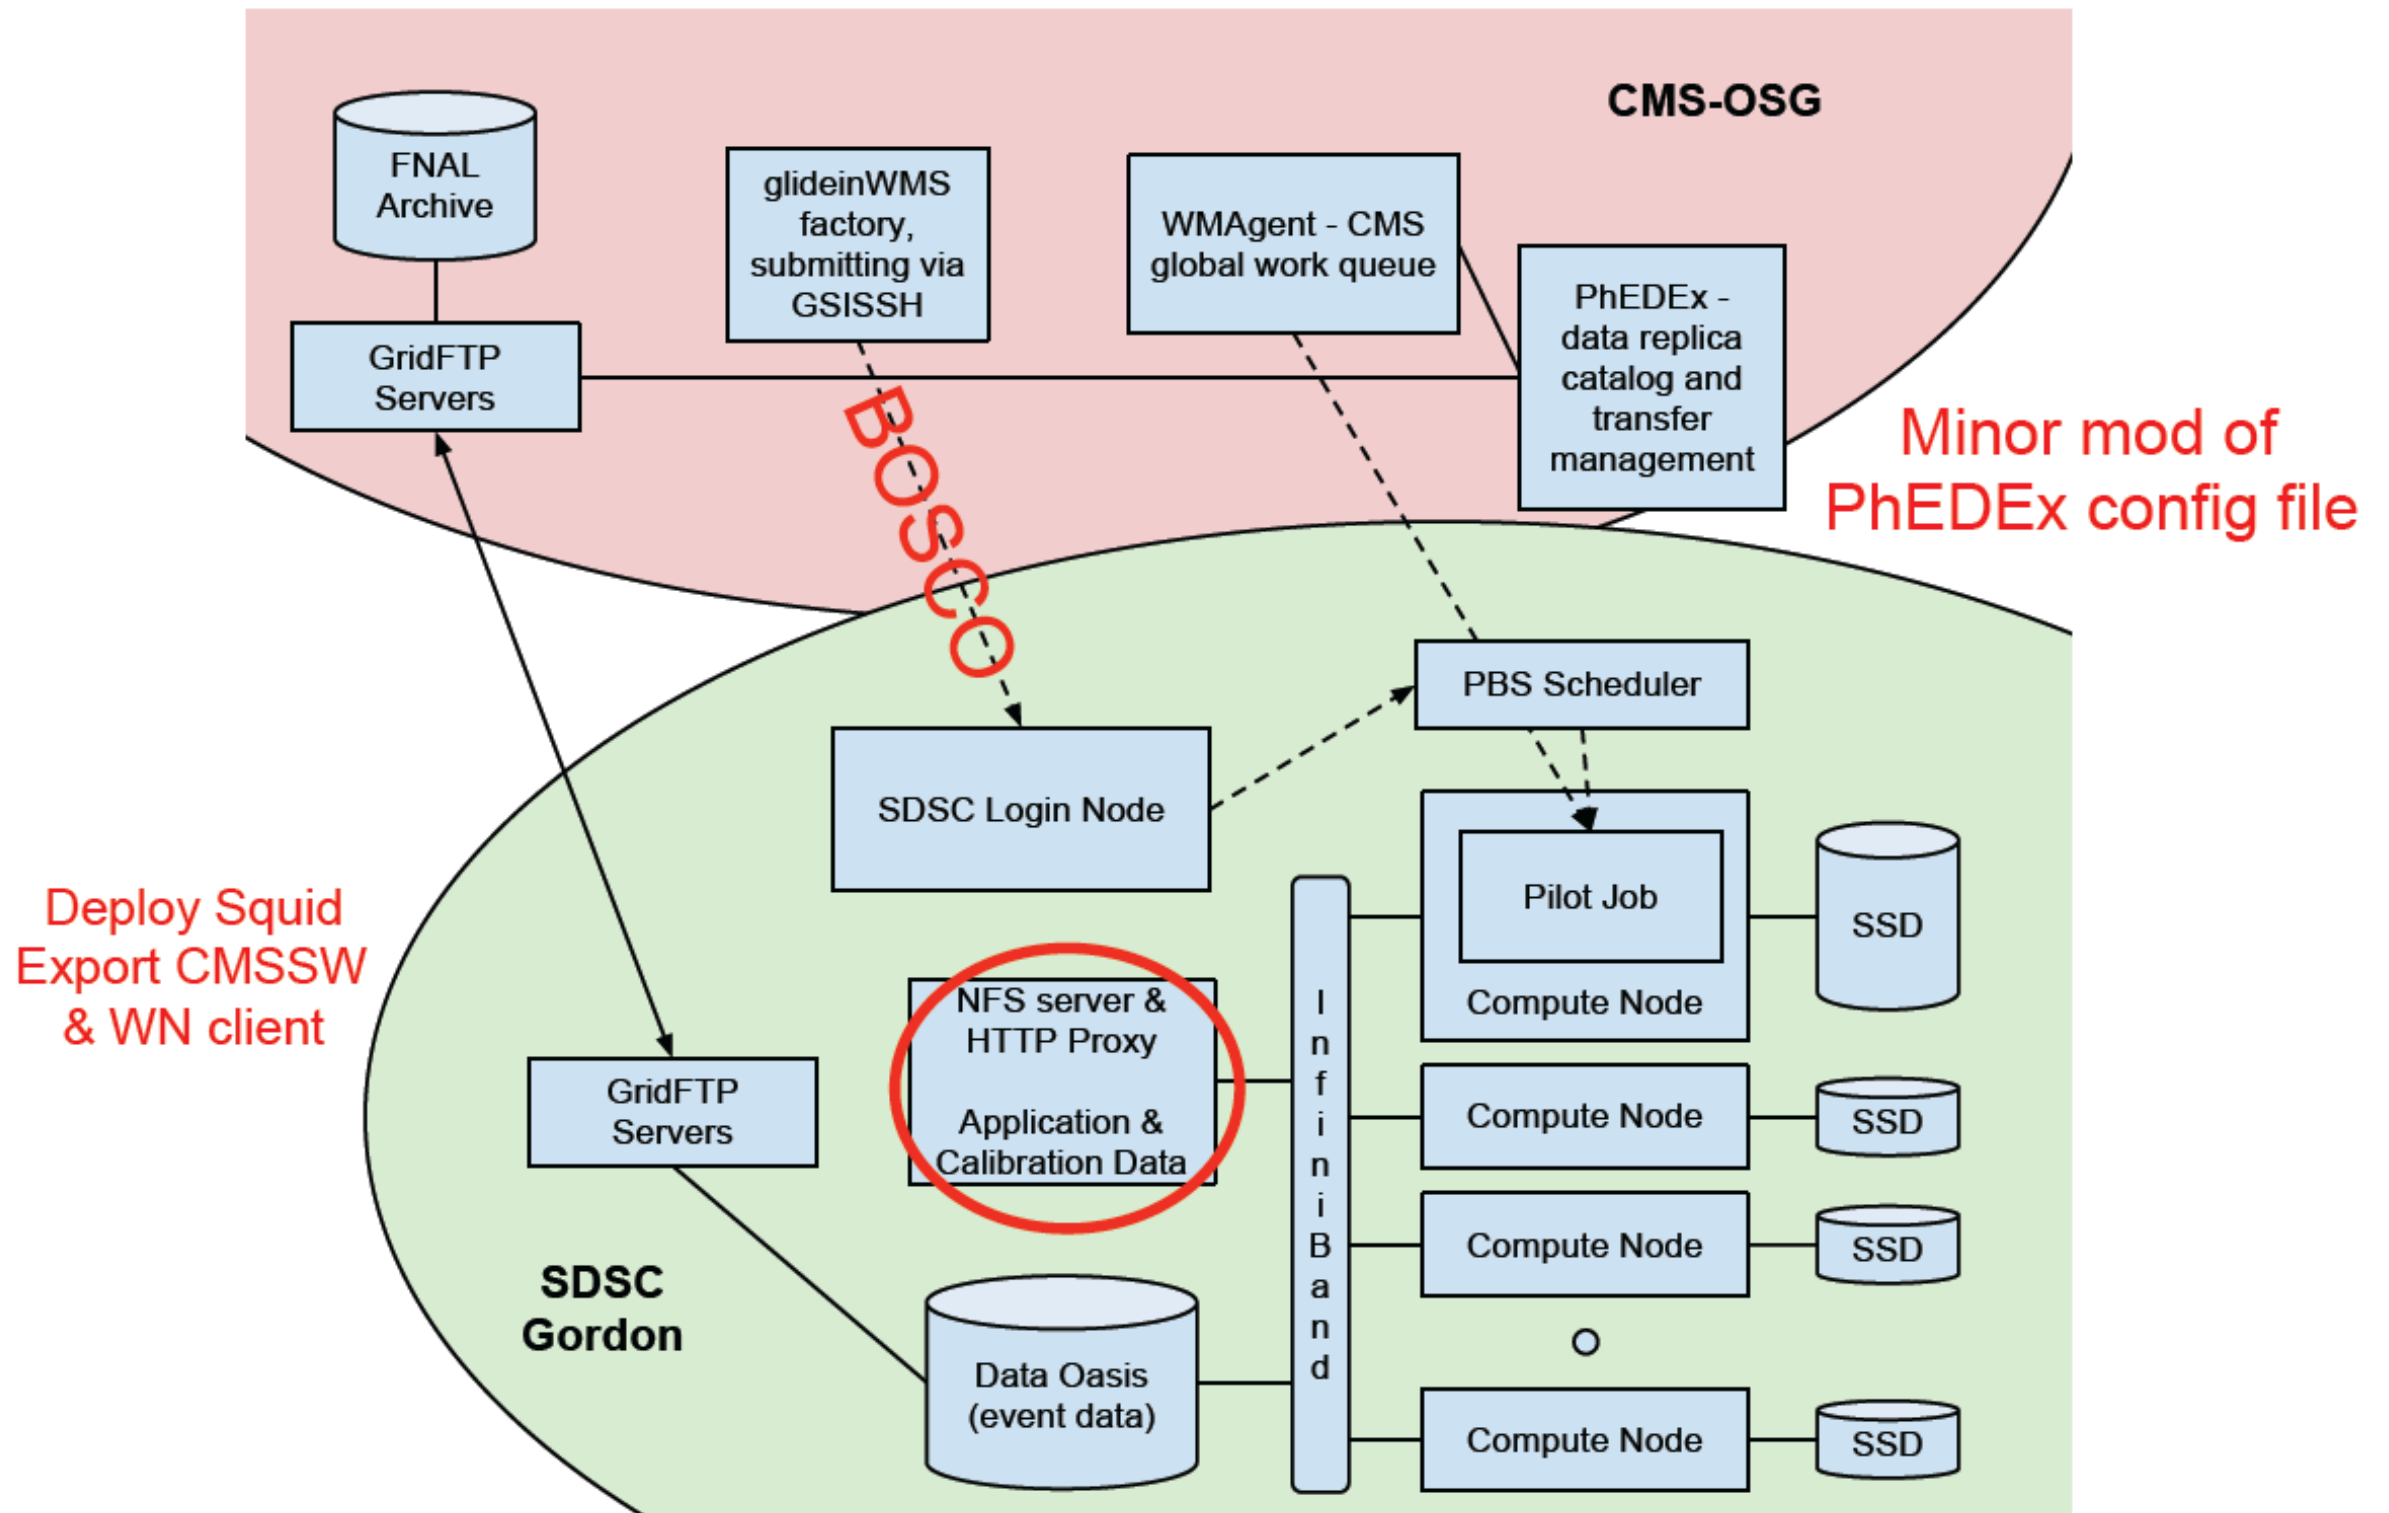 CMS-OSG
FNAL
Archive
glideinWMS
factory,
submitting via
GSISSH
WMAgent - CMS
global work queue
PhEDEx -
data replica
catalog and
transfer
management
GridFTP
Servers
BOSCO
Minor mod of
PhEDEx config file
PBS Scheduler
SDSC Login Node
Pilot Job
Compute Node
SSD
Deploy Squid
Export CMSSW
& WN client
NFS server &
HTTP Proxy
Application &
Calibration Data
InfiniBand
GridFTP
Servers
Compute Node
SSD
Compute Node
SSD
SDSC
Gordon
Data Oasis
(event data)
Compute Node
SSD